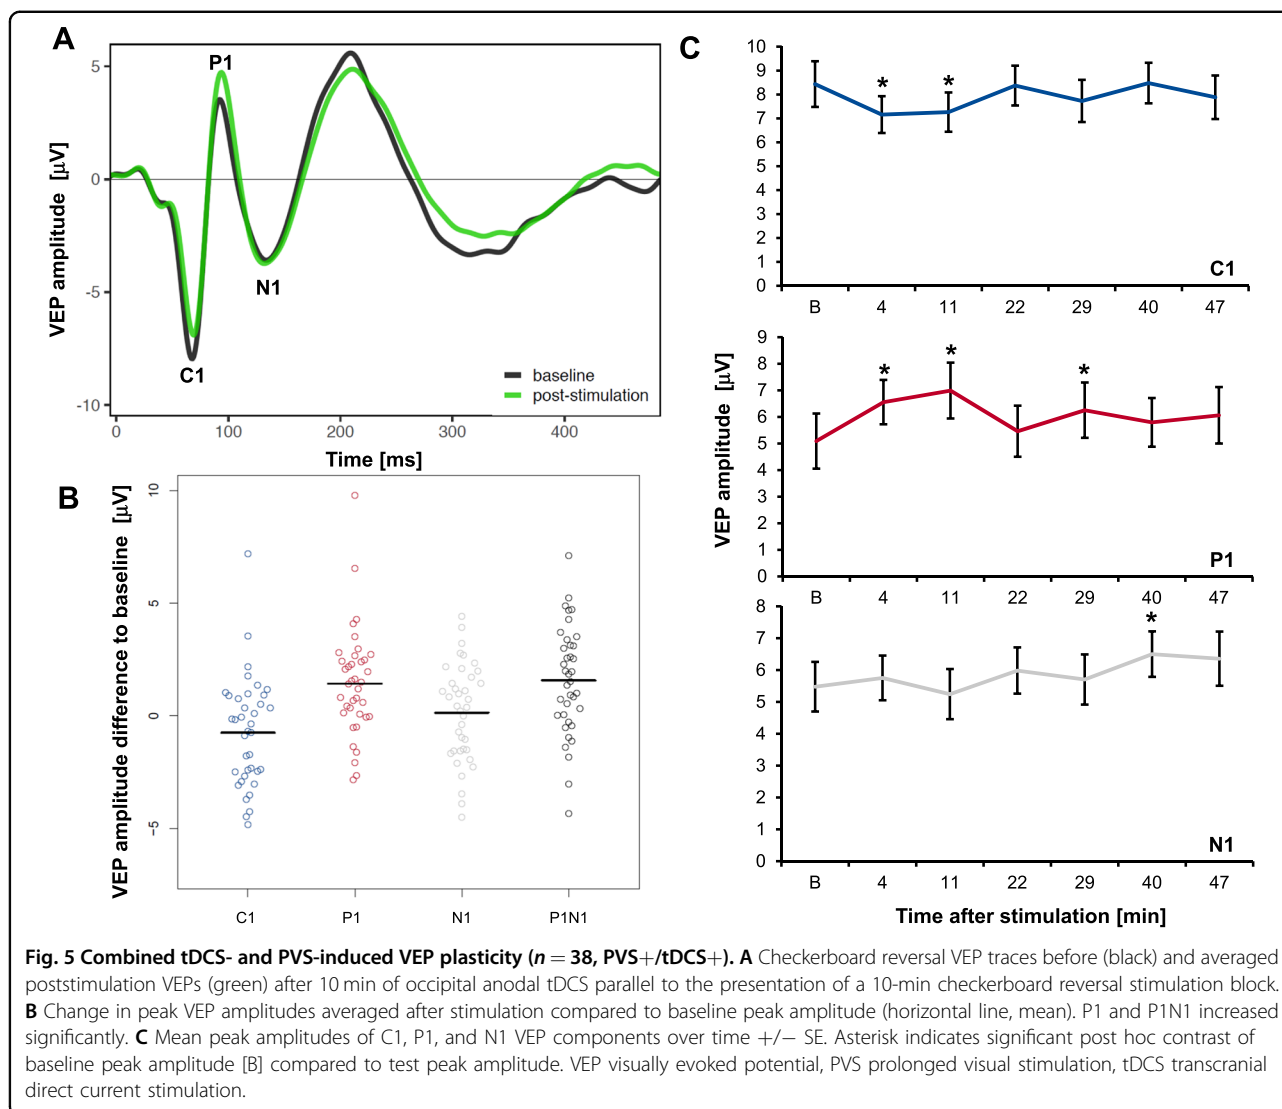 A
P1
5
0
-5
-10
VEP amplitude [µV]
N1
C1
baseline
post-stimulation
0 100 200 300 400
Time [ms]
B
10
5
0
-5
VEP amplitude difference to baseline [µV]
C1 P1 N1 P1N1
C
10
9
8
7
6
5
4
3
2
1
0
* *
C1
B 4 11 22 29 40 47
9
8
7
6
5
4
3
2
1
0
VEP amplitude [µV]
* * *
P1
B 4 11 22 29 40 47
8
7
6
5
4
3
2
1
0
*
N1
B 4 11 22 29 40 47
Time after stimulation [min]
Fig. 5 Combined tDCS- and PVS-induced VEP plasticity (n = 38, PVS+/tDCS+). A Checkerboard reversal VEP traces before (black) and averaged
poststimulation VEPs (green) after 10 min of occipital anodal tDCS parallel to the presentation of a 10-min checkerboard reversal stimulation block.
B Change in peak VEP amplitudes averaged after stimulation compared to baseline peak amplitude (horizontal line, mean). P1 and P1N1 increased
significantly. C Mean peak amplitudes of C1, P1, and N1 VEP components over time +/− SE. Asterisk indicates significant post hoc contrast of
baseline peak amplitude [B] compared to test peak amplitude. VEP visually evoked potential, PVS prolonged visual stimulation, tDCS transcranial
direct current stimulation.